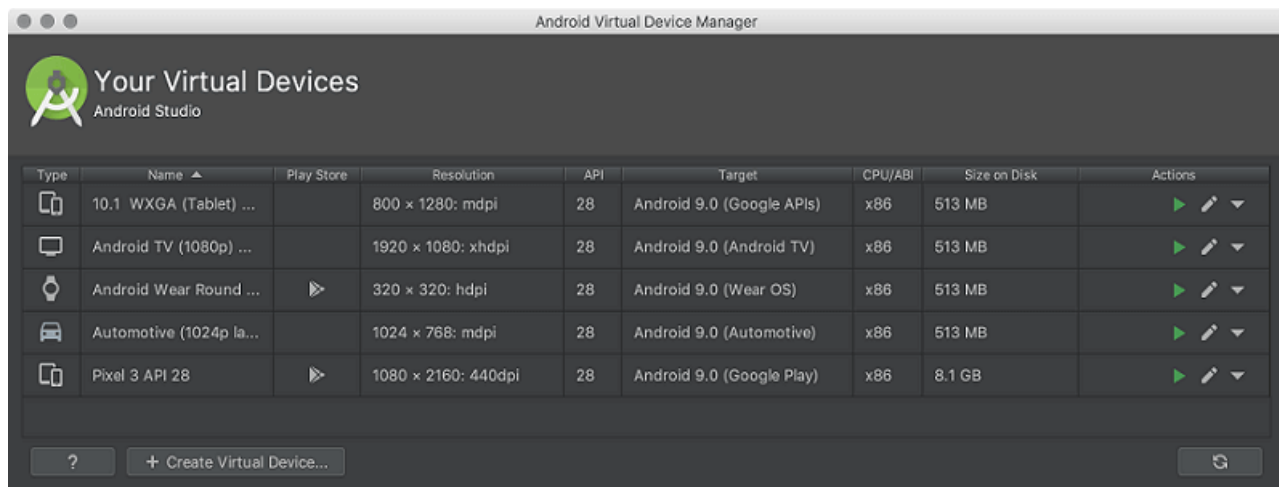 Android Virtual Device Manager
Your Virtual Devices
Android Studio
Type Name Play Store Resolution API Target CPU/ABI Size on Disk Actions
10.1 WXGA (Tablet) ... 800 × 1280: mdpi 28 Android 9.0 (Google APIs) x86 513 MB
Android TV (1080p) ... 1920 × 1080: xhdpi 28 Android 9.0 (Android TV) x86 513 MB
Android Wear Round ... 320 × 320: hdpi 28 Android 9.0 (Wear OS) x86 513 MB
Automotive (1024p la... 1024 × 768: mdpi 28 Android 9.0 (Automotive) x86 513 MB
Pixel 3 API 28 1080 × 2160: 440dpi 28 Android 9.0 (Google Play) x86 8.1 GB
? + Create Virtual Device...